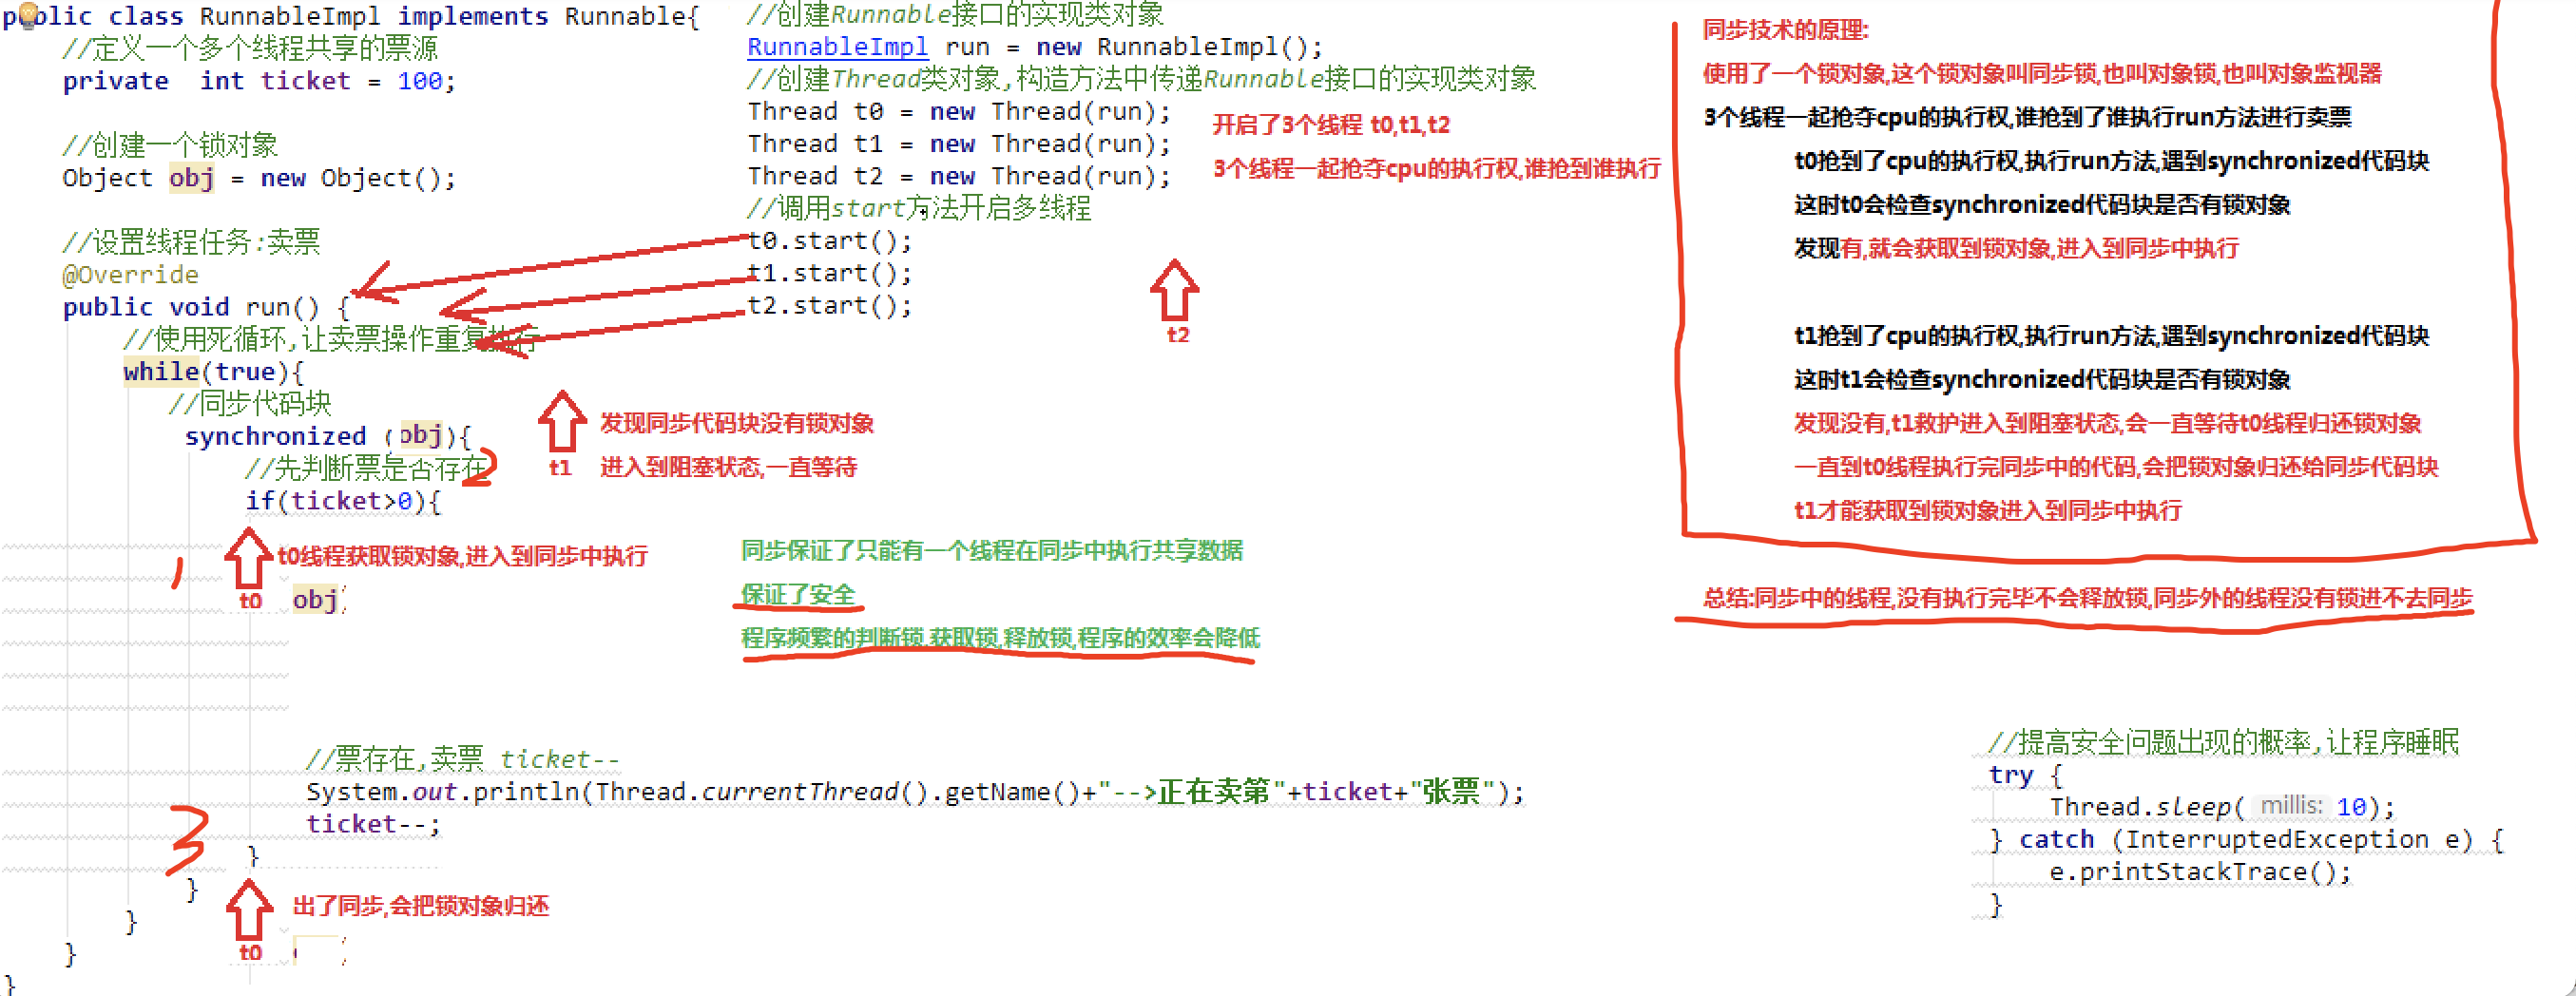 public class RunnableImpl implements Runnable{
//定义一个多个线程共享的票源
private int ticket = 100;
//创建一个锁对象
Object obj = new Object();
//设置线程任务:卖票
@Override
public void run() {
//使用死循环,让卖票操作重复执行
while(true){
//同步代码块
synchronized (obj){
//先判断票是否存在
2
if(ticket>0){
1
t0线程获取锁对象,进入到同步中执行
t0
obj
//票存在,卖票 ticket--
System.out.println(Thread.currentThread().getName()+"-->正在卖第"+ticket+"张票");
ticket--;
3
}
}
出了同步,会把锁对象归还
}
t0
}
}
//创建Runnable接口的实现类对象
RunnableImpl run = new RunnableImpl();
//创建Thread类对象,构造方法中传递Runnable接口的实现类对象
Thread t0 = new Thread(run);
Thread t1 = new Thread(run);
Thread t2 = new Thread(run);
//调用start方法开启多线程
t0.start();
t1.start();
t2.start();
开启了3个线程 t0,t1,t2
3个线程一起抢夺cpu的执行权,谁抢到谁执行
t2
发现同步代码块没有锁对象
t1
进入到阻塞状态,一直等待
同步保证了只能有一个线程在同步中执行共享数据
保证了安全
程序频繁的判断锁,获取锁,释放锁,程序的效率会降低
同步技术的原理:
使用了一个锁对象,这个锁对象叫同步锁,也叫对象锁,也叫对象监视器
3个线程一起抢夺cpu的执行权,谁抢到了谁执行run方法进行卖票
t0抢到了cpu的执行权,执行run方法,遇到synchronized代码块
这时t0会检查synchronized代码块是否有锁对象
发现有,就会获取到锁对象,进入到同步中执行
t1抢到了cpu的执行权,执行run方法,遇到synchronized代码块
这时t1会检查synchronized代码块是否有锁对象
发现没有,t1救护进入到阻塞状态,会一直等待t0线程归还锁对象
一直到t0线程执行完同步中的代码,会把锁对象归还给同步代码块
t1才能获取到锁对象进入到同步中执行
总结:同步中的线程,没有执行完毕不会释放锁,同步外的线程没有锁进不去同步
//提高安全问题出现的概率,让程序睡眠
try {
Thread.sleep( millis: 10);
} catch (InterruptedException e) {
e.printStackTrace();
}